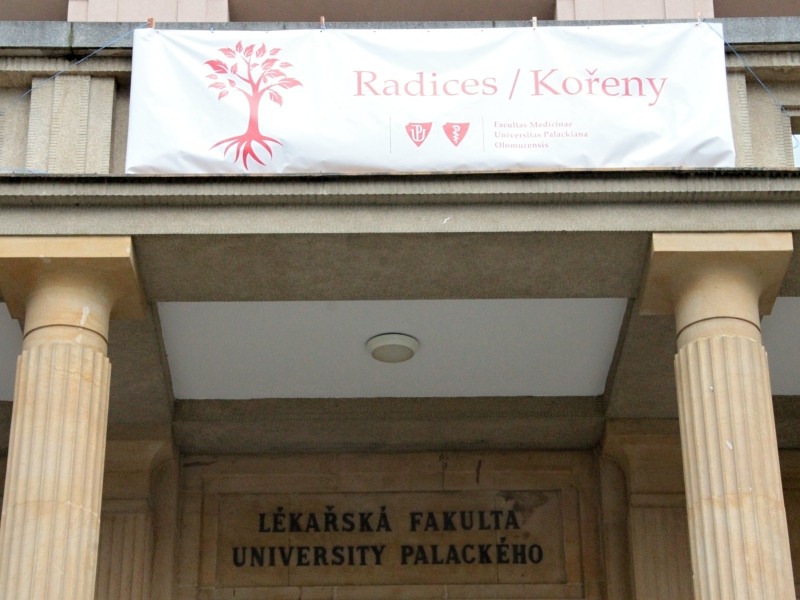 Radices / Kořeny
Facultas Medicinae
Universitas Palackiana
Olomucensis
LÉKAŘSKÁ FAKULTA
UNIVERSITY PALACKÉHO